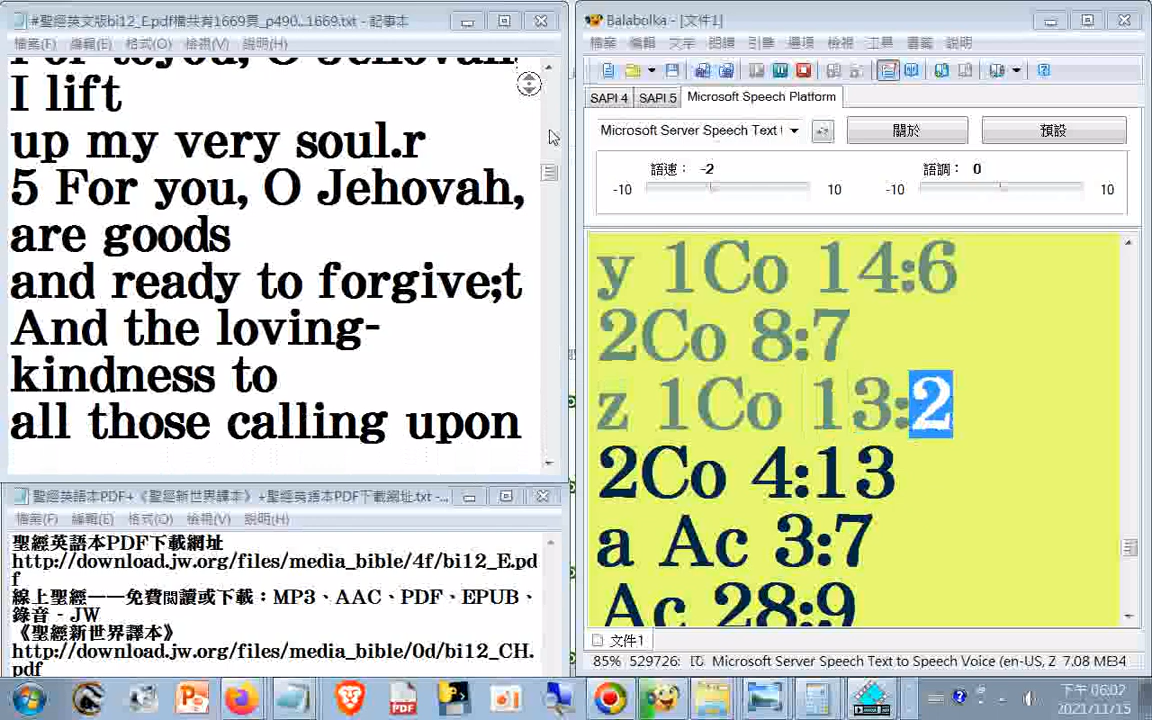 #聖經英文版bi12_E.pdf檔共有1669頁_p490...1669.txt - 記事本
檔案(F) 編輯(E) 格式(O) 檢視(V) 說明(H)
For toyou, O Jehovah,
I lift
up my very soul.r
5 For you, O Jehovah,
are goods
and ready to forgive;t
And the loving-
kindness to
all those calling upon
聖經英語本PDF+《聖經新世界譯本》+聖經英語本PDF下載網址.txt -...
檔案(F) 編輯(E) 格式(O) 檢視(V) 說明(H)
聖經英語本PDF下載網址
http://download.jw.org/files/media_bible/4f/bi12_E.pd
f
線上聖經──免費閱讀或下載：MP3、AAC、PDF、EPUB、
錄音 - JW
《聖經新世界譯本》
http://download.jw.org/files/media_bible/0d/bi12_CH.
pdf
Balabolka - [文件1]
檔案 編輯 文字 朗讀 引擎 選項 檢視 工具 書籤 說明
SAPI 4 SAPI 5 Microsoft Speech Platform
Microsoft Server Speech Text 關於 預設
語速： -2 語調： 0
-10 10 -10 10
y 1Co 14:6
2Co 8:7
z 1Co 13:2
2Co 4:13
a Ac 3:7
Ac 28:9
文件1
85% 529726: Microsoft Server Speech Text to Speech Voice (en-US, Z 7.08 ME34
下午 06:02
2021/11/15